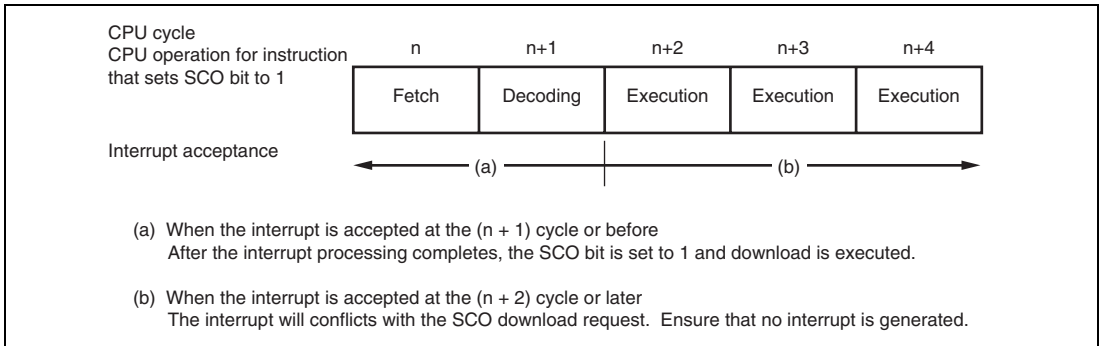 CPU cycle
CPU operation for instruction
that sets SCO bit to 1
n n+1 n+2 n+3 n+4
Fetch Decoding Execution Execution Execution
Interrupt acceptance
(a) (b)
(a) When the interrupt is accepted at the (n + 1) cycle or before
After the interrupt processing completes, the SCO bit is set to 1 and download is executed.
(b) When the interrupt is accepted at the (n + 2) cycle or later
The interrupt will conflicts with the SCO download request. Ensure that no interrupt is generated.